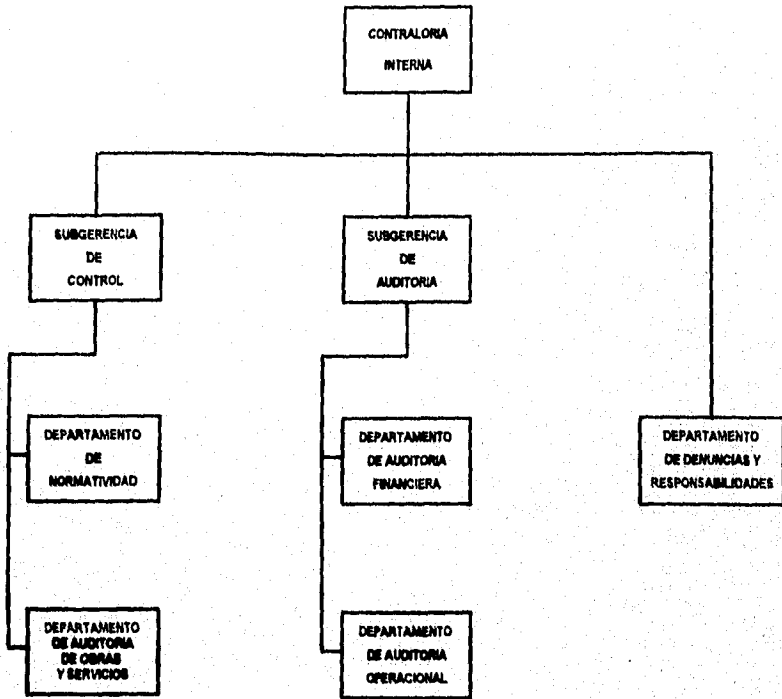 CONTRALORIA
INTERNA
SUBGERENCIA
DE
CONTROL
SUBGERENCIA
DE
AUDITORIA
DEPARTAMENTO
DE
NORMATIVIDAD
DEPARTAMENTO
DE AUDITORIA
FINANCIERA
DEPARTAMENTO
DE DENUNCIAS Y
RESPONSABILIDADES
DEPARTAMENTO
DE AUDITORIA
DE OBRAS
Y SERVICIOS
DEPARTAMENTO
DE AUDITORIA
OPERACIONAL